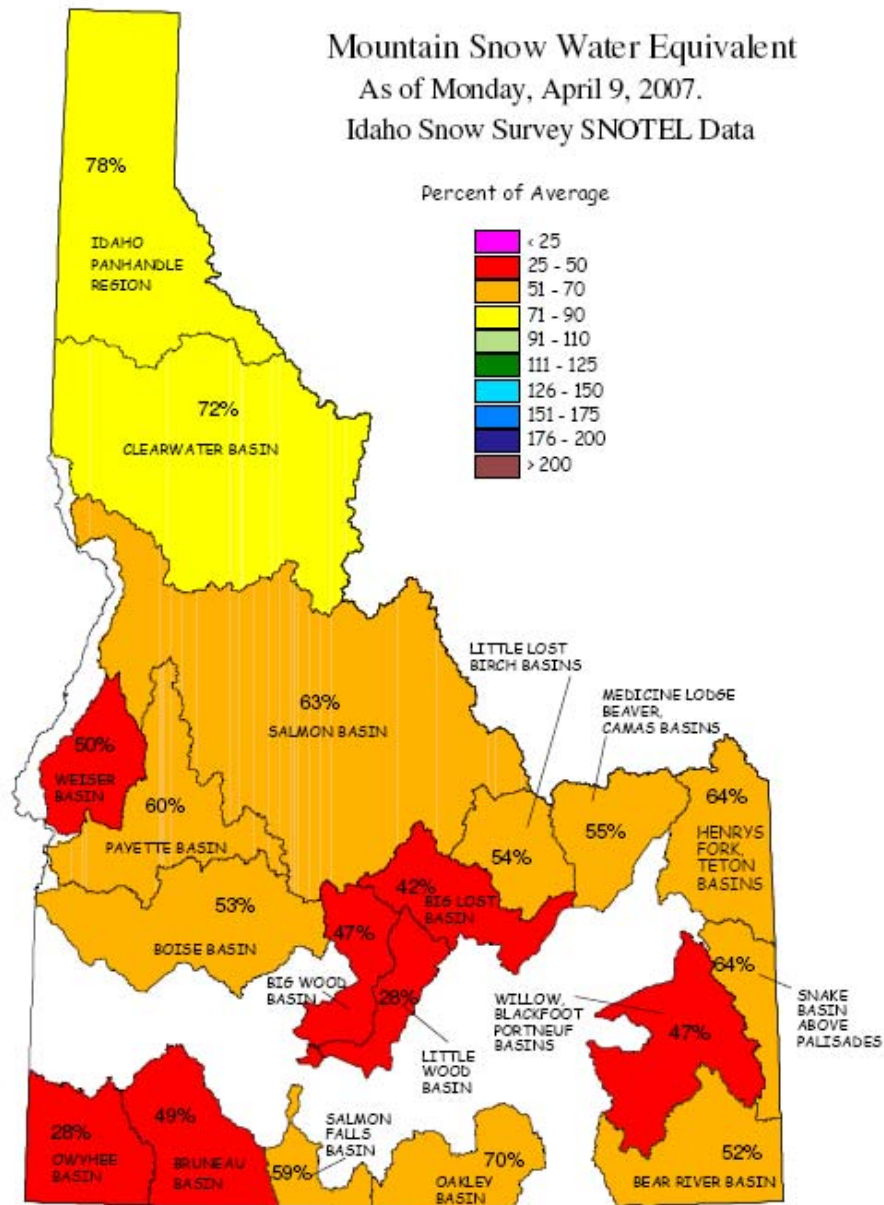 Mountain Snow Water Equivalent
As of Monday, April 9, 2007.
Idaho Snow Survey SNOTEL Data
Percent of Average
< 25
25 - 50
51 - 70
71 - 90
91 - 110
111 - 125
126 - 150
151 - 175
176 - 200
> 200
78%
IDAHO
PANHANDLE
REGION
72%
CLEARWATER BASIN
63%
SALMON BASIN
LITTLE LOST
BIRCH BASINS
MEDICINE LODGE
BEAVER,
CAMAS BASINS
50%
WEISER
BASIN
60%
PAYETTE BASIN
54%
55%
64%
HENRYS
FORK,
TETON
BASINS
53%
BOISE BASIN
42%
BIG LOST
BASIN
47%
BIG WOOD
BASIN
28%
LITTLE
WOOD
BASIN
WILLOW,
BLACKFOOT
PORTNEUF
BASINS
47%
64%
SNAKE
BASIN
ABOVE
PALISADES
28%
OWYHEE
BASIN
49%
BRUNEAU
BASIN
SALMON
FALLS
BASIN
59%
70%
OAKLEY
BASIN
52%
BEAR RIVER BASIN